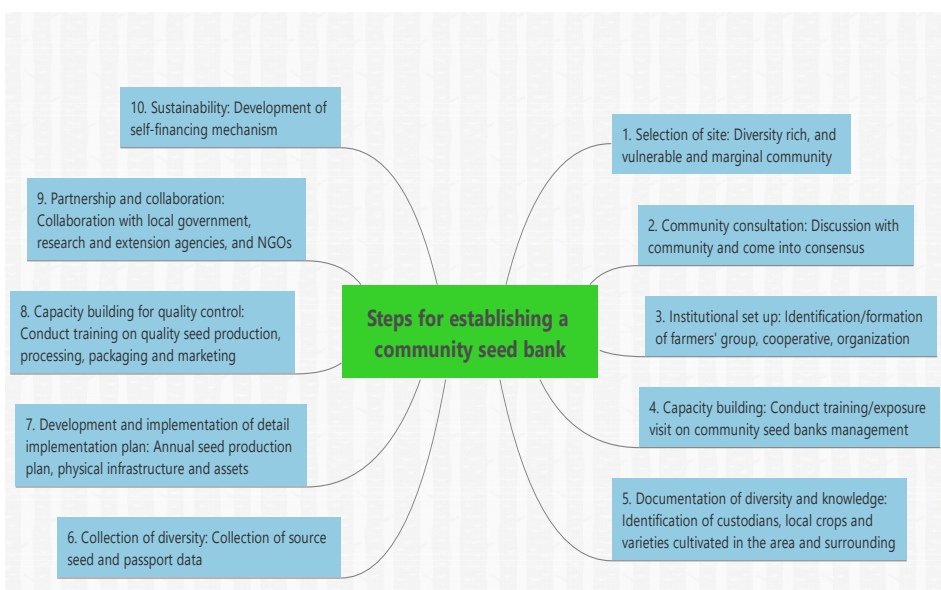 Steps for establishing a
community seed bank
1. Selection of site: Diversity rich, and
vulnerable and marginal community
2. Community consultation: Discussion with
community and come into consensus
3. Institutional set up: Identification/formation
of farmers' group, cooperative, organization
4. Capacity building: Conduct training/exposure
visit on community seed banks management
5. Documentation of diversity and knowledge:
Identification of custodians, local crops and
varieties cultivated in the area and surrounding
6. Collection of diversity: Collection of source
seed and passport data
7. Development and implementation of detail
implementation plan: Annual seed production
plan, physical infrastructure and assets
8. Capacity building for quality control:
Conduct training on quality seed production,
processing, packaging and marketing
9. Partnership and collaboration:
Collaboration with local government,
research and extension agencies, and NGOs
10. Sustainability: Development of
self-financing mechanism